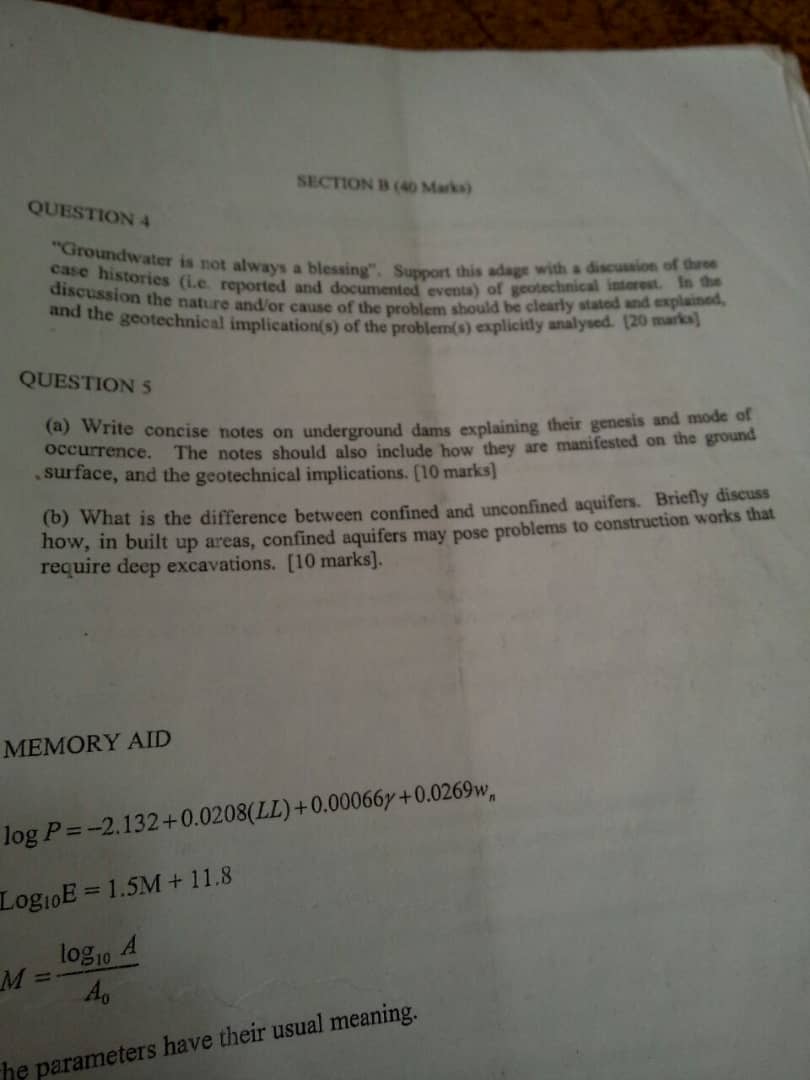 SECTION B (40 Marks)
QUESTION 4
"Groundwater is not always a blessing". Support this adage with a discussion of three
case histories (i.e. reported and documented events) of geotechnical interest. In the
discussion the nature and/or cause of the problem should be clearly stated and explained,
and the geotechnical implication(s) of the problem(s) explicitly analysed. [20 marks]
QUESTION 5
(a) Write concise notes on underground dams explaining their genesis and mode of
occurrence. The notes should also include how they are manifested on the ground
surface, and the geotechnical implications. [10 marks]
(b) What is the difference between confined and unconfined aquifers. Briefly discuss
how, in built up areas, confined aquifers may pose problems to construction works that
require deep excavations. [10 marks].
MEMORY AID
log P = -2.132+0.0208(LL)+0.00066γ+0.0269wₙ
Log₁₀E = 1.5M + 11.8
M = log₁₀ A / A₀
he parameters have their usual meaning.